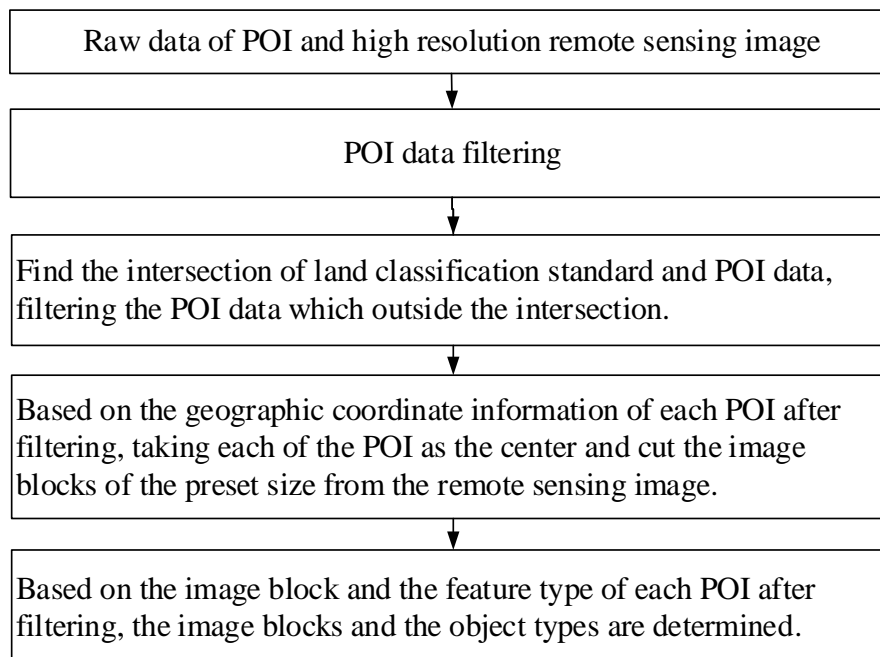 Raw data of POI and high resolution remote sensing image
POI data filtering
Find the intersection of land classification standard and POI data,
filtering the POI data which outside the intersection.
Based on the geographic coordinate information of each POI after
filtering, taking each of the POI as the center and cut the image
blocks of the preset size from the remote sensing image.
Based on the image block and the feature type of each POI after
filtering, the image blocks and the object types are determined.